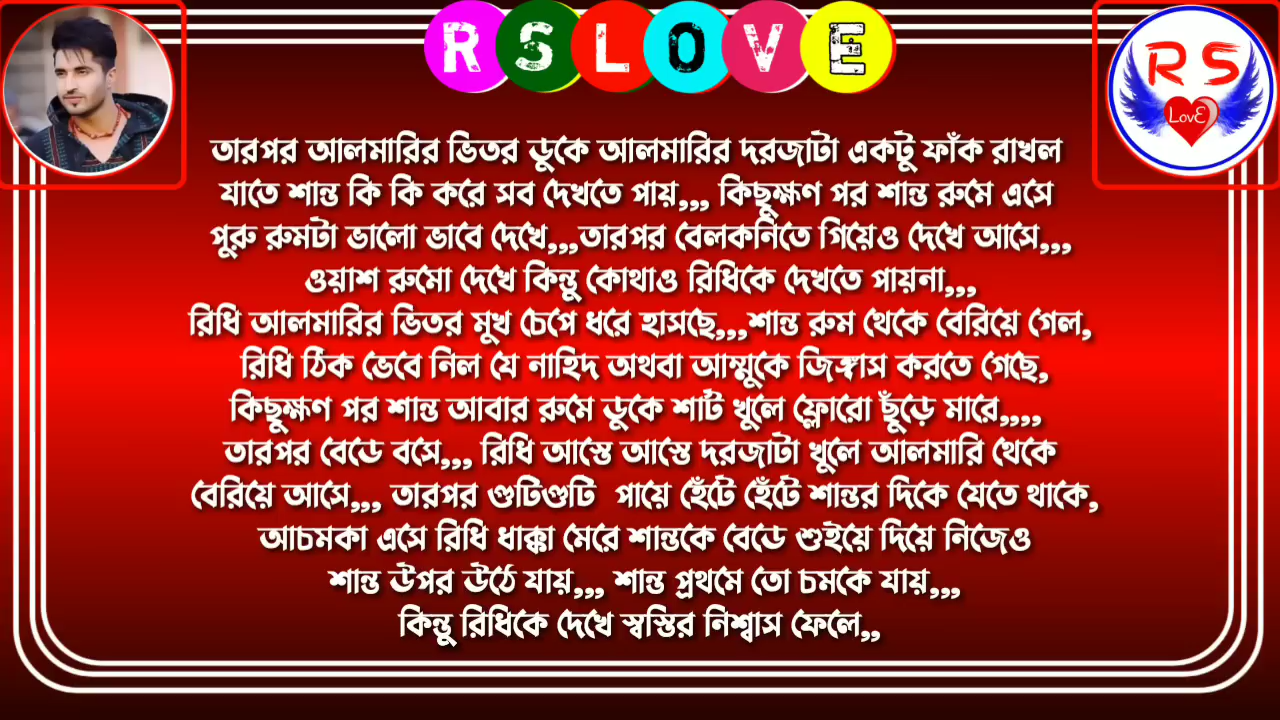 RSLOVE
RS
LovE
তারপর আলমারির ভিতর ডুকে আলমারির দরজাটা একটু ফাঁক রাখল
যাতে শান্ত কি কি করে সব দেখতে পায়,,, কিছুক্ষণ পর শান্ত রুমে এসে
পুরু রুমটা ভালো ভাবে দেখে,,,তারপর বেলকনিতে গিয়েও দেখে আসে,,,
ওয়াশ রুমো দেখে কিন্তু কোথাও রিধিকে দেখতে পায়না,,,
রিধি আলমারির ভিতর মুখ চেপে ধরে হাসছে,,,শান্ত রুম থেকে বেরিয়ে গেল,
রিধি ঠিক ভেবে নিল যে নাহিদ অথবা আম্মুকে জিঙ্গাস করতে গেছে,
কিছুক্ষণ পর শান্ত আবার রুমে ডুকে শার্ট খুলে ফ্লোরো ছুঁড়ে মারে,,,,
তারপর বেডে বসে,,, রিধি আস্তে আস্তে দরজাটা খুলে আলমারি থেকে
বেরিয়ে আসে,,, তারপর গুটিগুটি পায়ে হেঁটে হেঁটে শান্তর দিকে যেতে থাকে,
আচমকা এসে রিধি ধাক্কা মেরে শান্তকে বেডে শুইয়ে দিয়ে নিজেও
শান্ত উপর উঠে যায়,,, শান্ত প্রথমে তো চমকে যায়,,,
কিন্তু রিধিকে দেখে স্বস্তির নিশ্বাস ফেলে,,